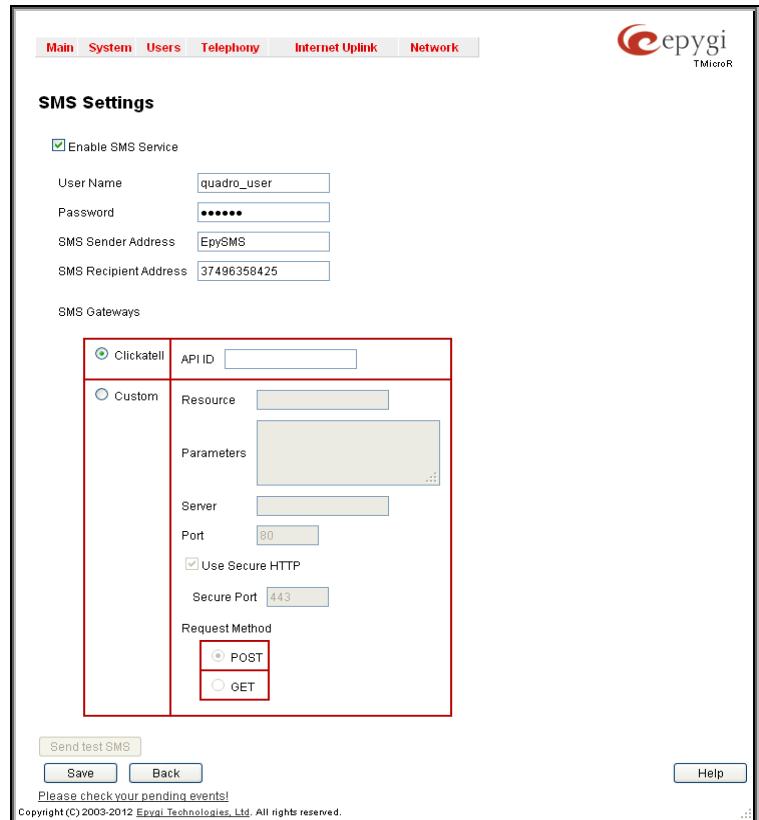 Main System Users Telephony Internet Uplink Network
epygi
TMicroR
SMS Settings
Enable SMS Service
User Name quadro_user
Password ••••••
SMS Sender Address EpySMS
SMS Recipient Address 37496358425
SMS Gateways
Clickatell API ID
Custom Resource
Parameters
Server
Port 80
Use Secure HTTP
Secure Port 443
Request Method
POST
GET
Send test SMS
Save Back Help
Please check your pending events!
Copyright (C) 2003-2012 Epygi Technologies, Ltd. All rights reserved.